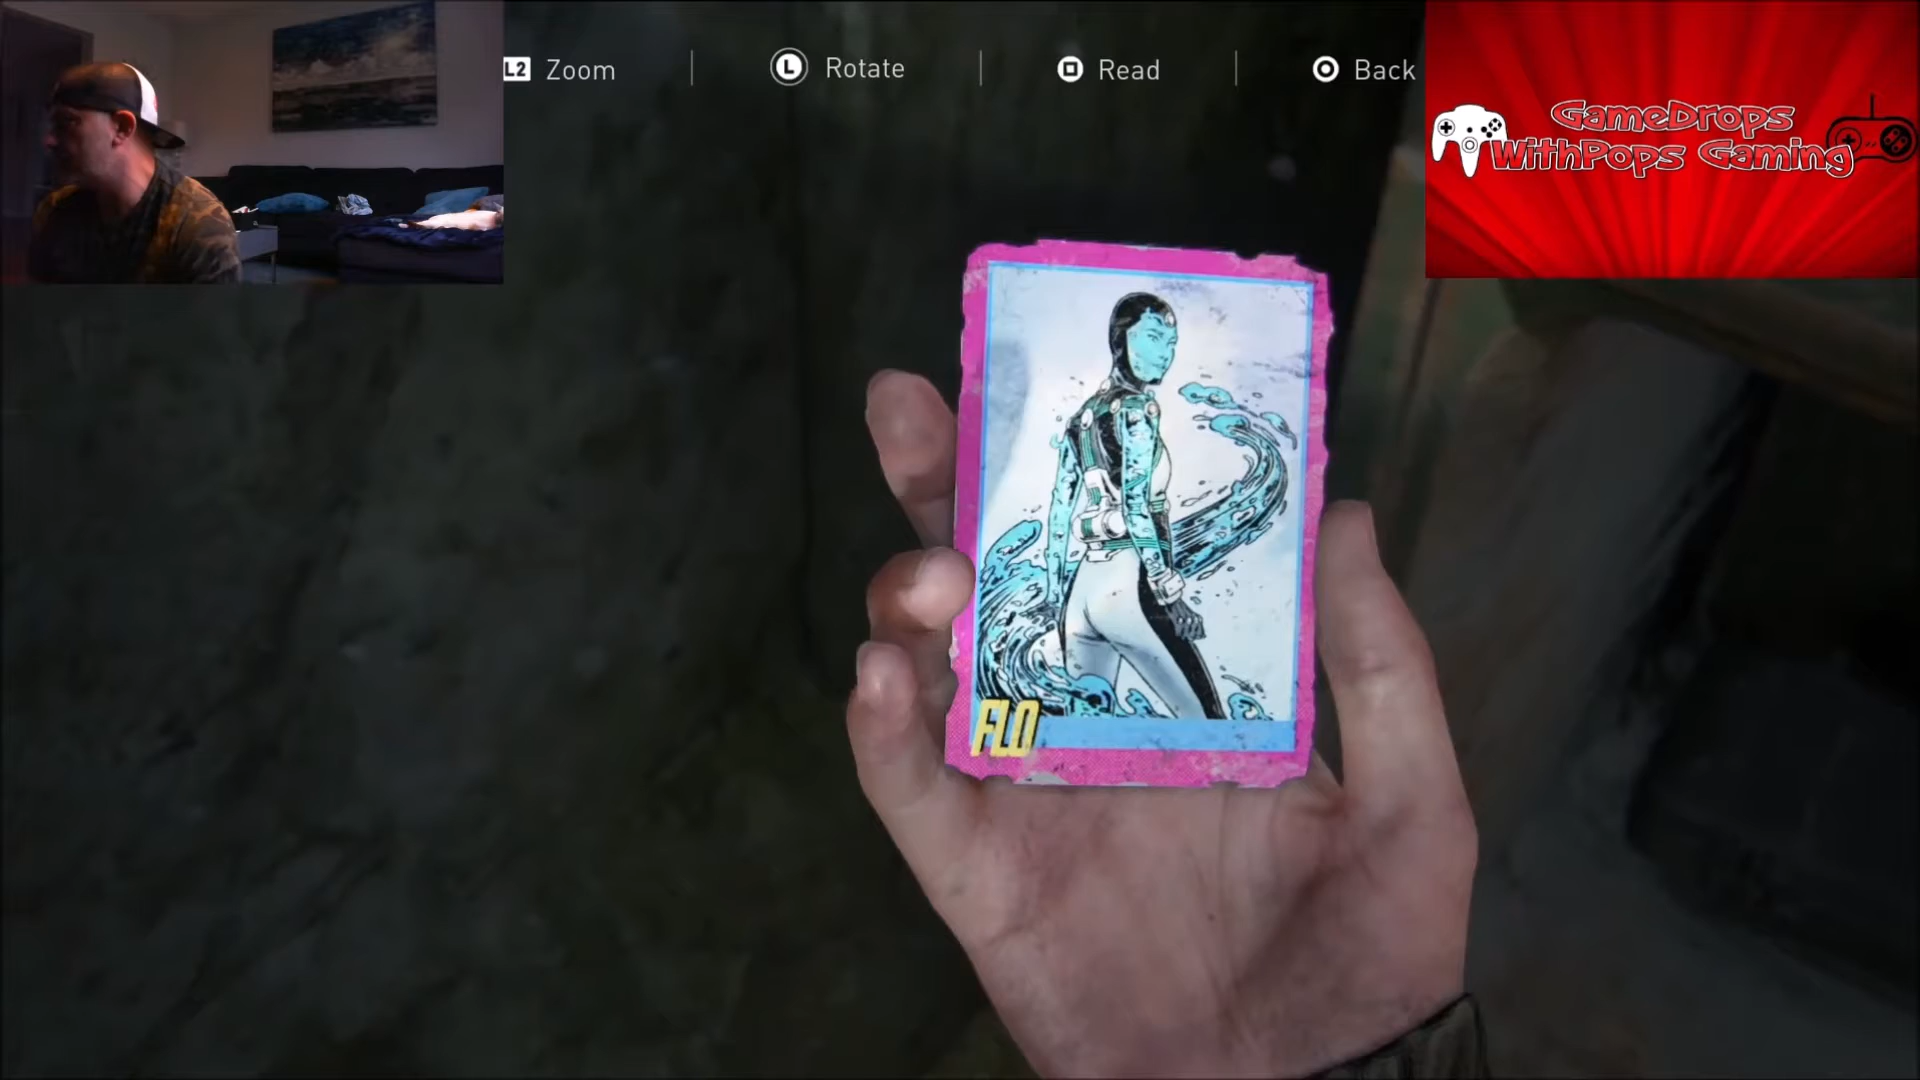 L2 Zoom
L Rotate
Read
Back
GameDrops
WithPops Gaming
FLO